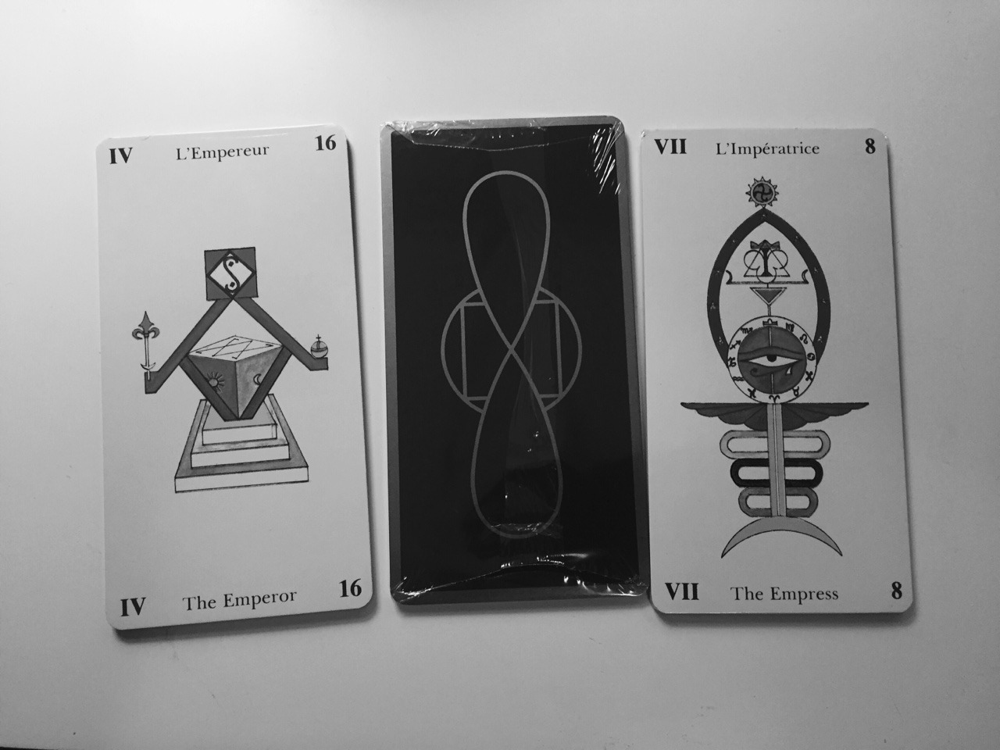 IV L'Empereur 16
IV The Emperor 16
VII L'Impératrice 8
VII The Empress 8